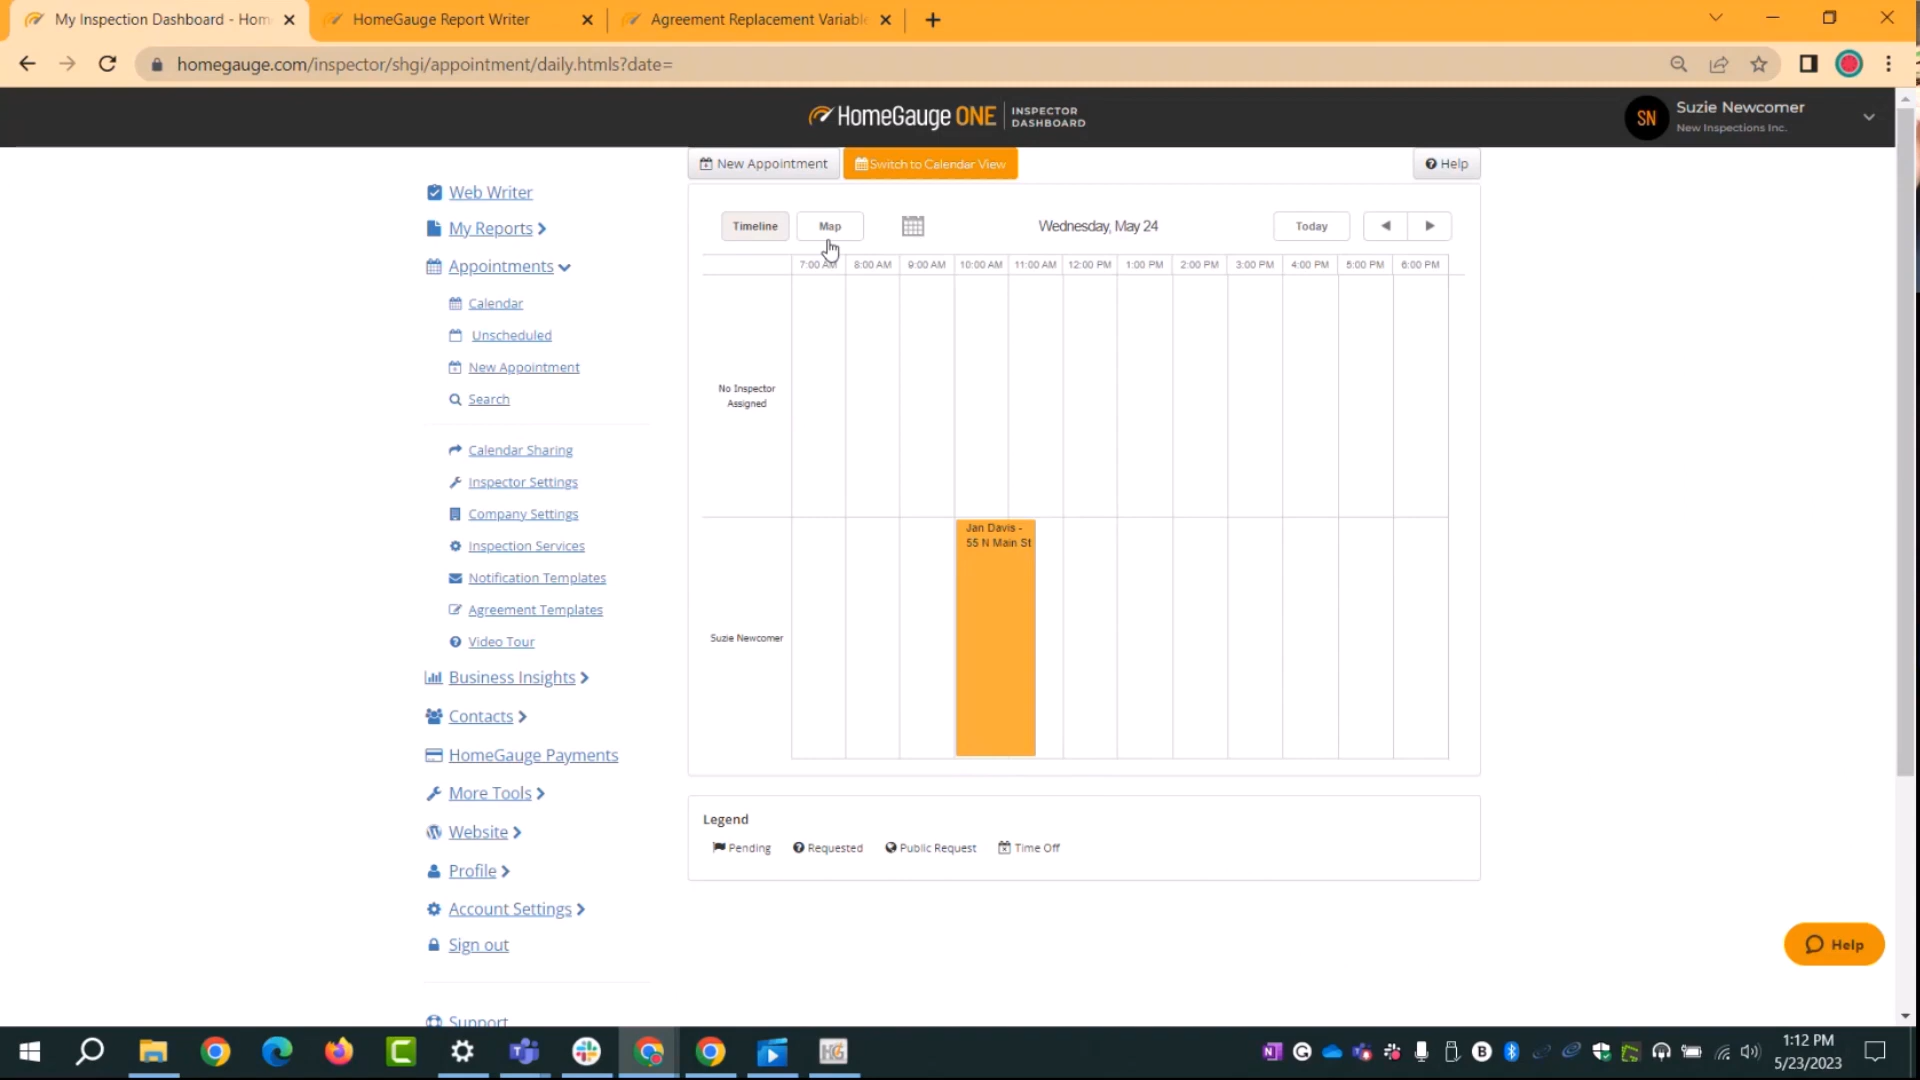 My Inspection Dashboard - Hom
HomeGauge Report Writer
Agreement Replacement Variabl
homegauge.com/inspector/shgi/appointment/daily.htmls?date=
HomeGauge ONE
INSPECTOR
DASHBOARD
SN
Suzie Newcomer
New Inspections Inc.
New Appointment
Switch to Calendar View
Help
Web Writer
My Reports
Appointments
Calendar
Unscheduled
New Appointment
Search
Calendar Sharing
Inspector Settings
Company Settings
Inspection Services
Notification Templates
Agreement Templates
Video Tour
Business Insights
Contacts
HomeGauge Payments
More Tools
Website
Profile
Account Settings
Sign out
Support
Timeline
Map
Wednesday, May 24
Today
7:00 AM 8:00 AM 9:00 AM 10:00 AM 11:00 AM 12:00 PM 1:00 PM 2:00 PM 3:00 PM 4:00 PM 5:00 PM 6:00 PM
No Inspector
Assigned
Jan Davis -
55 N Main St
Suzie Newcomer
Legend
Pending Requested Public Request Time Off
Help
1:12 PM
5/23/2023